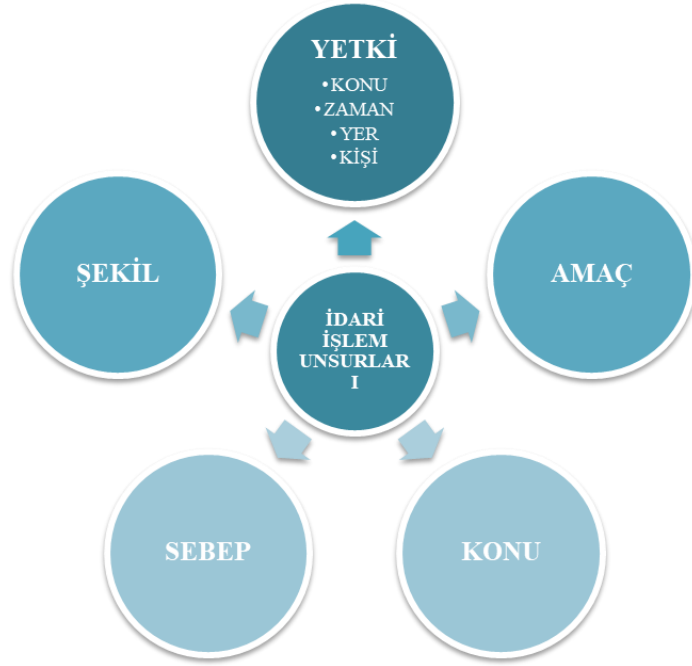 YETKİ
•KONU
•ZAMAN
•YER
•KİŞİ
ŞEKİL
AMAÇ
İDARİ
İŞLEM
UNSURLAR
I
SEBEP
KONU